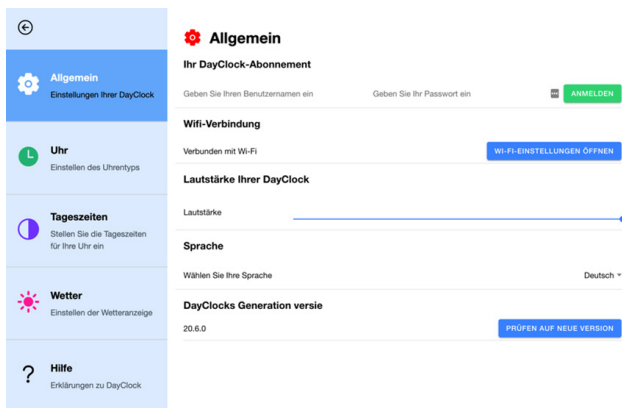 Allgemein
Einstellungen Ihrer DayClock
Uhr
Einstellen des Uhrentyps
Tageszeiten
Stellen Sie die Tageszeiten
für Ihre Uhr ein
Wetter
Einstellen der Wetteranzeige
Hilfe
Erklärungen zu DayClock
Allgemein
Ihr DayClock-Abonnement
Geben Sie Ihren Benutzernamen ein
Geben Sie Ihr Passwort ein
ANMELDEN
Wifi-Verbindung
Verbunden mit Wi-Fi
WI-FI-EINSTELLUNGEN ÖFFNEN
Lautstärke Ihrer DayClock
Lautstärke
Sprache
Wählen Sie Ihre Sprache
Deutsch
DayClocks Generation versie
20.6.0
PRÜFEN AUF NEUE VERSION